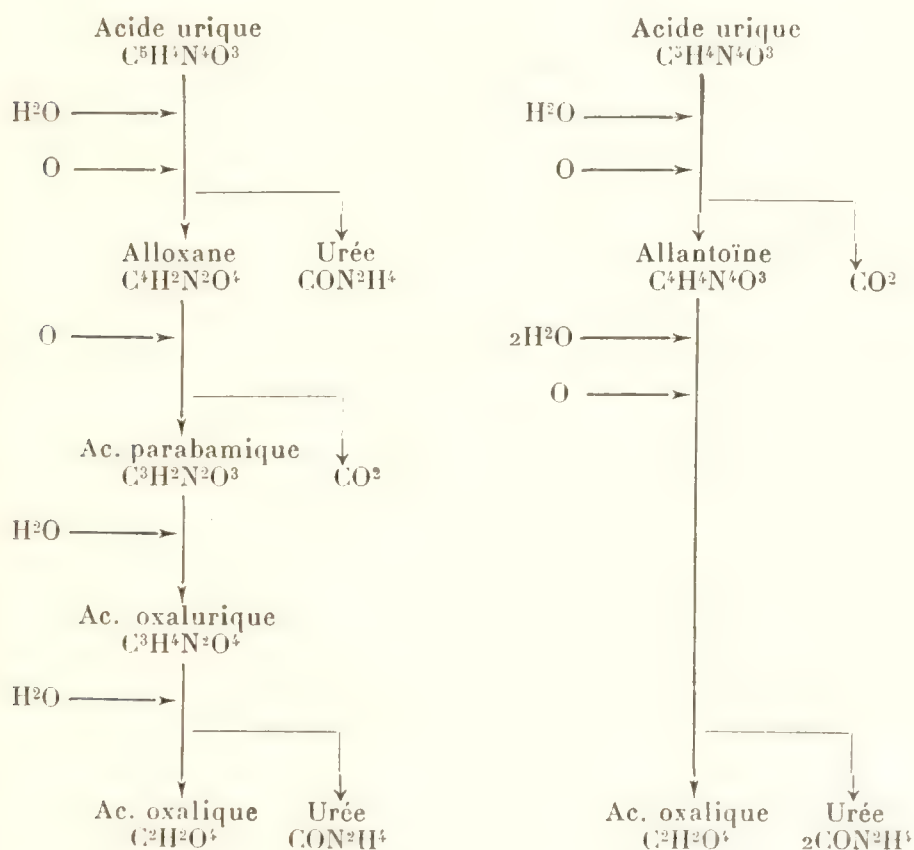 Acide urique
C⁵H⁴N⁴O³
H²O
O
Alloxane
C⁴H²N²O⁴
Urée
CON²H⁴
O
Ac. parabamique
C³H²N²O³
CO²
H²O
Ac. oxalurique
C³H⁴N²O⁴
H²O
Ac. oxalique
C²H²O⁴
Urée
CON²H⁴
Acide urique
C⁵H⁴N⁴O³
H²O
O
Allantoïne
C⁴H⁴N⁴O³
CO²
2H²O
O
Ac. oxalique
C²H²O⁴
Urée
2CON²H⁴